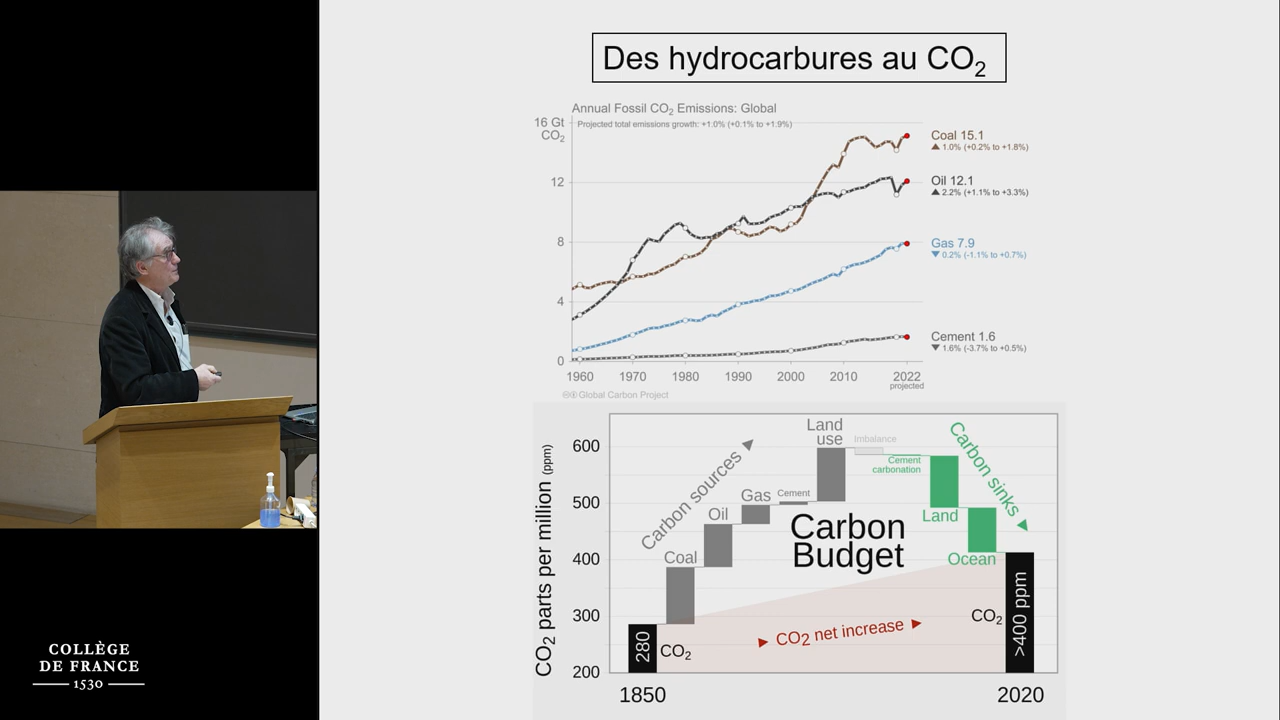 Des hydrocarbures au CO₂
Annual Fossil CO₂ Emissions: Global
16 Gt
CO₂
Projected total emissions growth: +1.0% (+0.1% to +1.9%)
12
8
4
0
Coal 15.1
▲ 1.0% (+0.2% to +1.8%)
Oil 12.1
▲ 2.2% (+1.1% to +3.3%)
Gas 7.9
▼ 0.2% (-1.1% to +0.7%)
Cement 1.6
▼ 1.6% (-3.7% to +0.5%)
1960 1970 1980 1990 2000 2010 2022
projected
Global Carbon Project
CO₂ parts per million (ppm)
600
500
400
300
200
Carbon sources
Coal
Oil
Gas
Cement
Land
use
Imbalance
Cement
carbonation
Carbon sinks
Land
Ocean
Carbon
Budget
280
CO₂
CO₂ net increase
CO₂
>400 ppm
1850 2020
COLLÈGE
DE FRANCE
1530